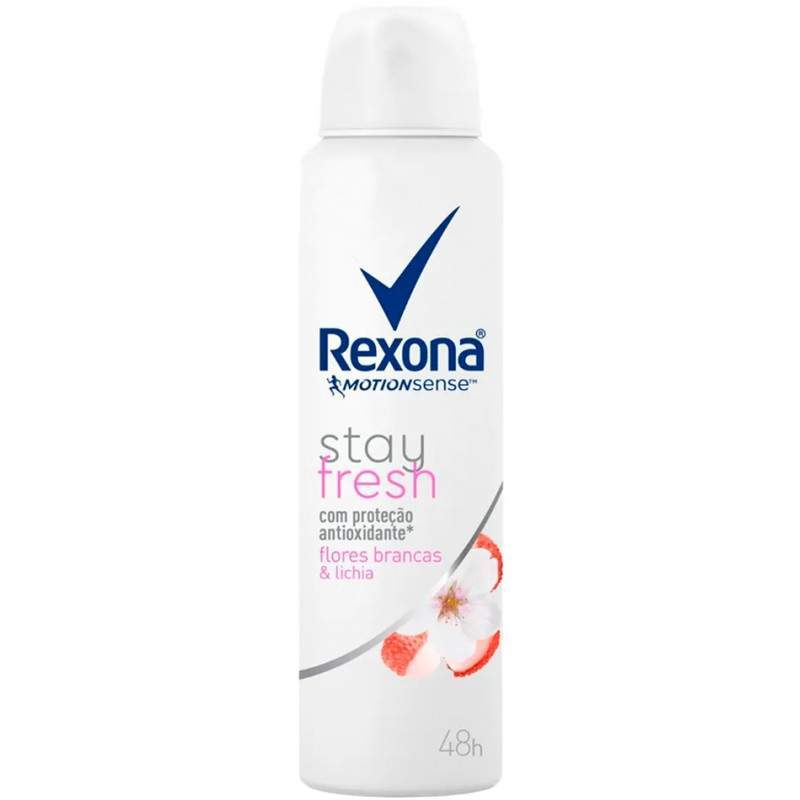 Rexona®
MOTIONsense™
stay
fresh
com proteção
antioxidante*
flores brancas
& lichia
48h